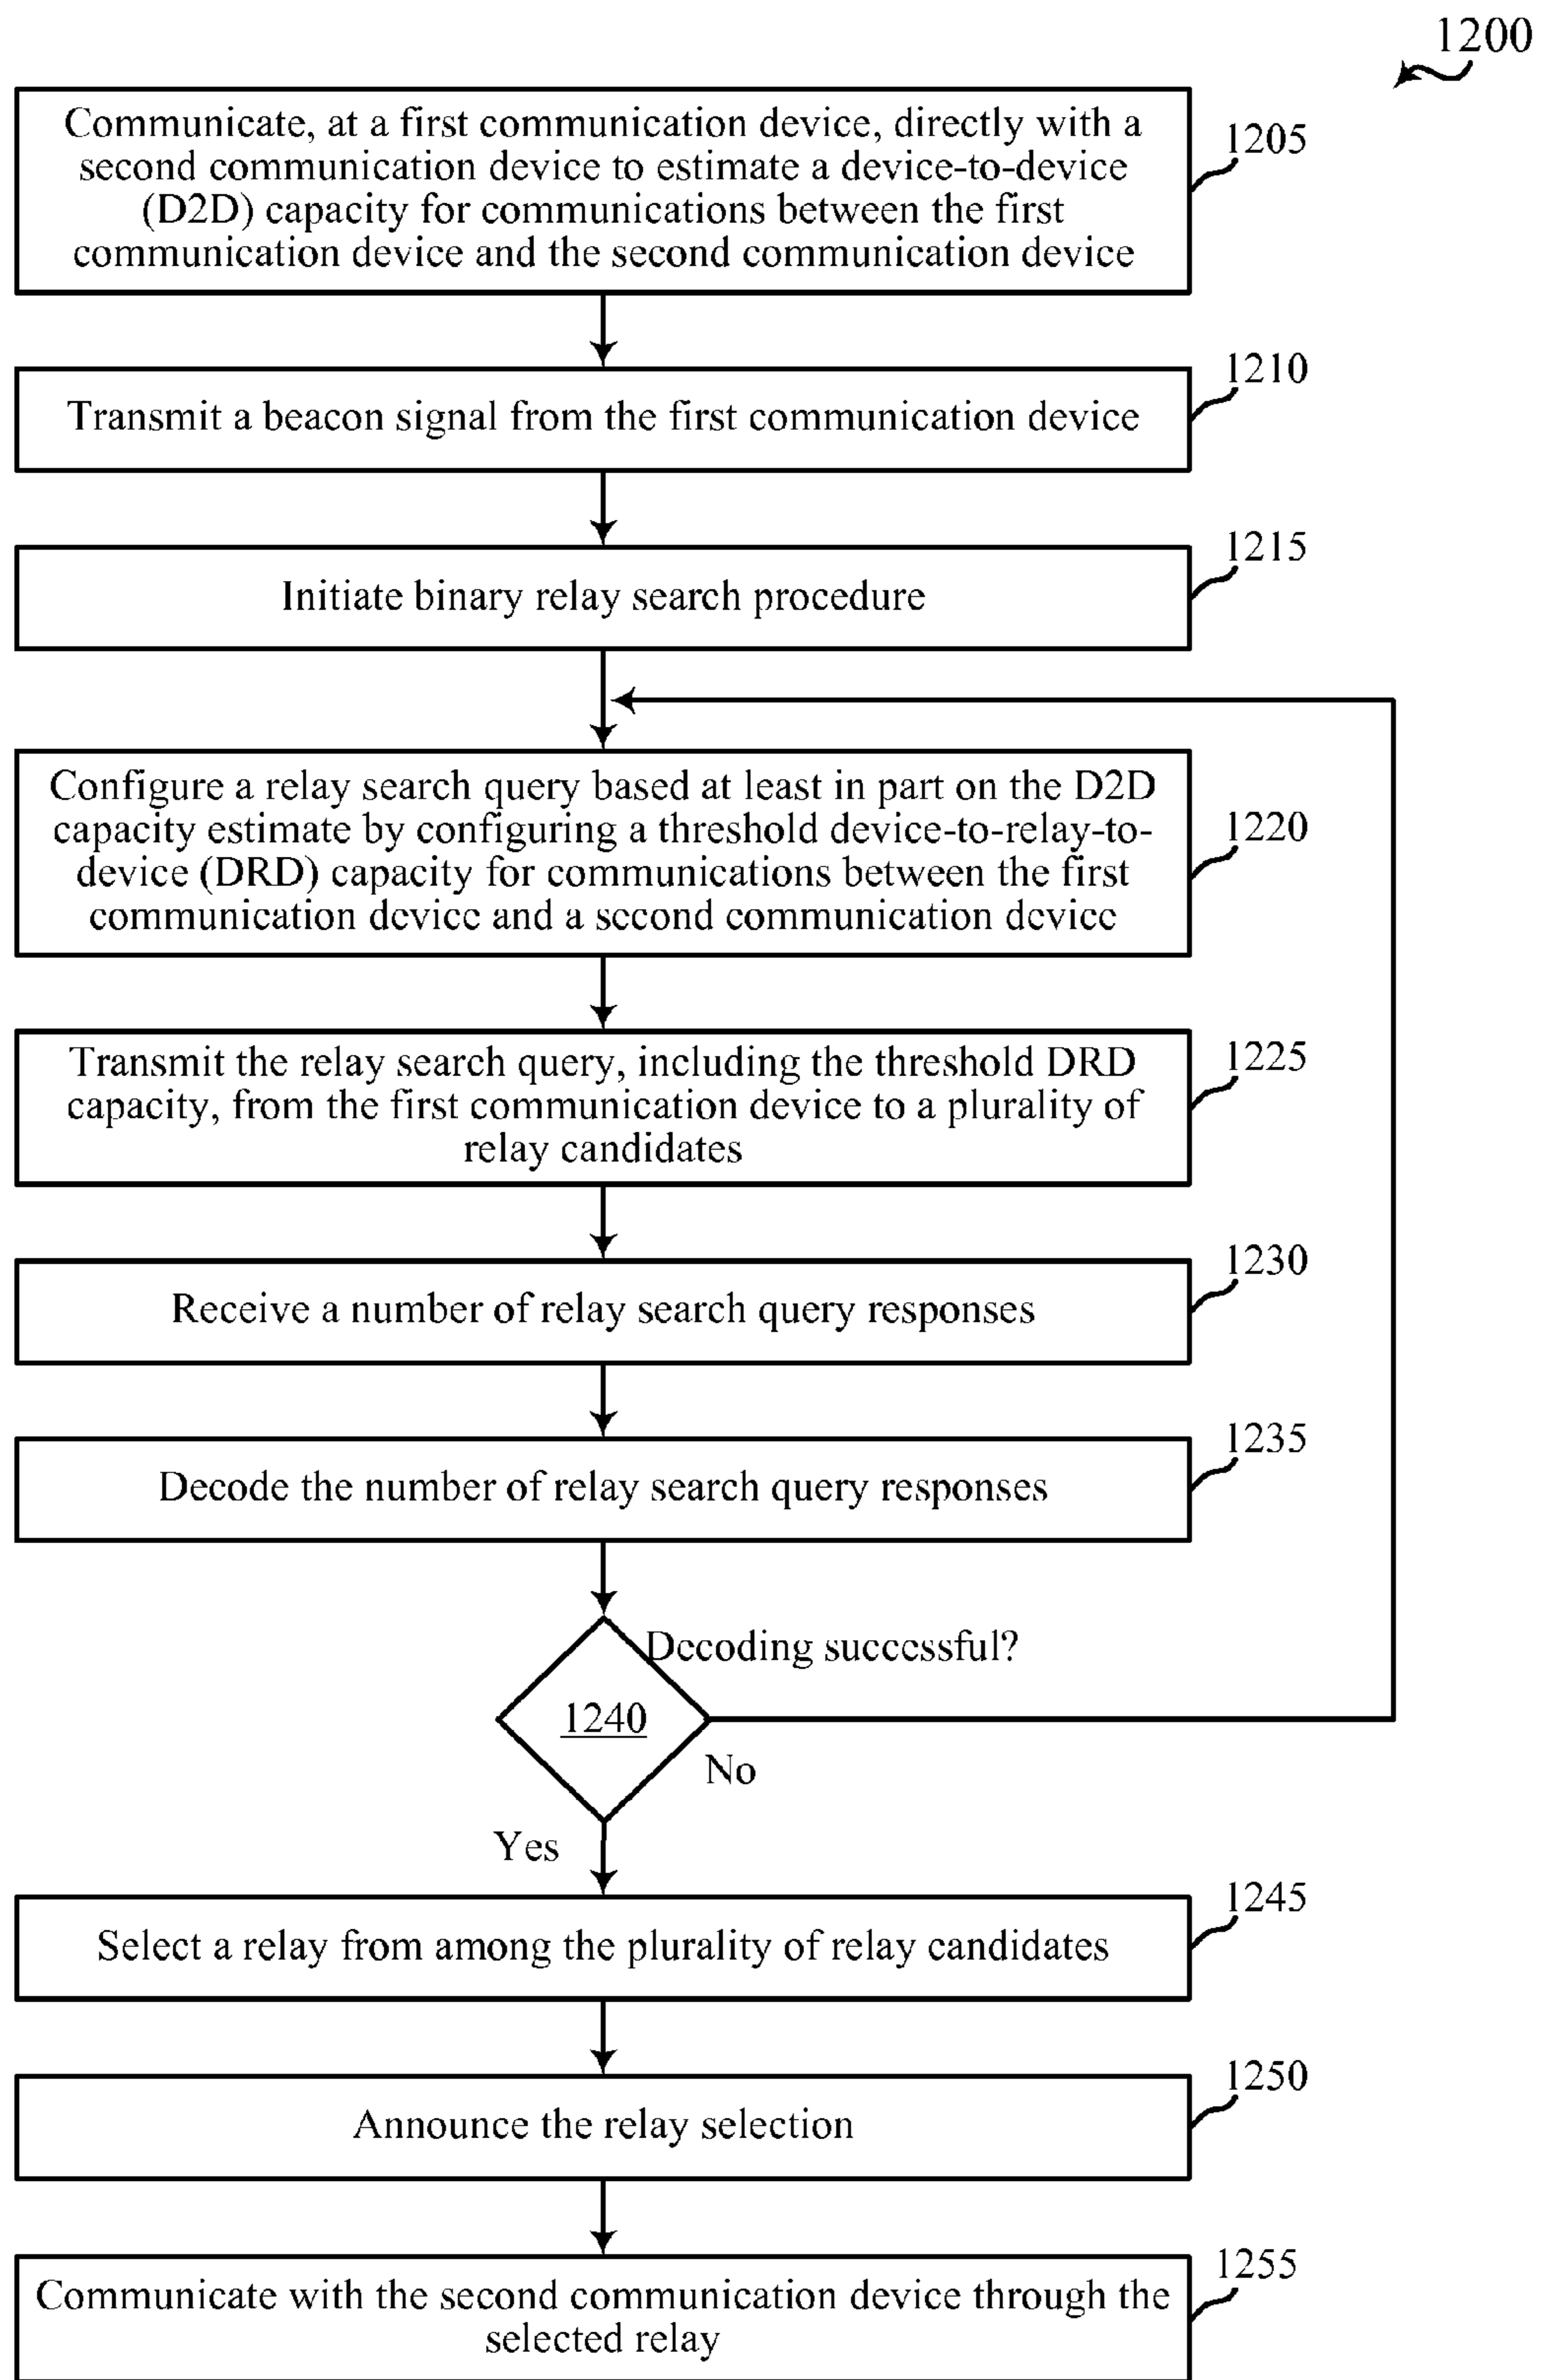 1200
Communicate, at a first communication device, directly with a
second communication device to estimate a device-to-device
(D2D) capacity for communications between the first
communication device and the second communication device
1205
Transmit a beacon signal from the first communication device
1210
Initiate binary relay search procedure
1215
Configure a relay search query based at least in part on the D2D
capacity estimate by configuring a threshold device-to-relay-to-
device (DRD) capacity for communications between the first
communication device and a second communication device
1220
Transmit the relay search query, including the threshold DRD
capacity, from the first communication device to a plurality of
relay candidates
1225
Receive a number of relay search query responses
1230
Decode the number of relay search query responses
1235
Decoding successful?
1240
No
Yes
Select a relay from among the plurality of relay candidates
1245
Announce the relay selection
1250
Communicate with the second communication device through the
selected relay
1255